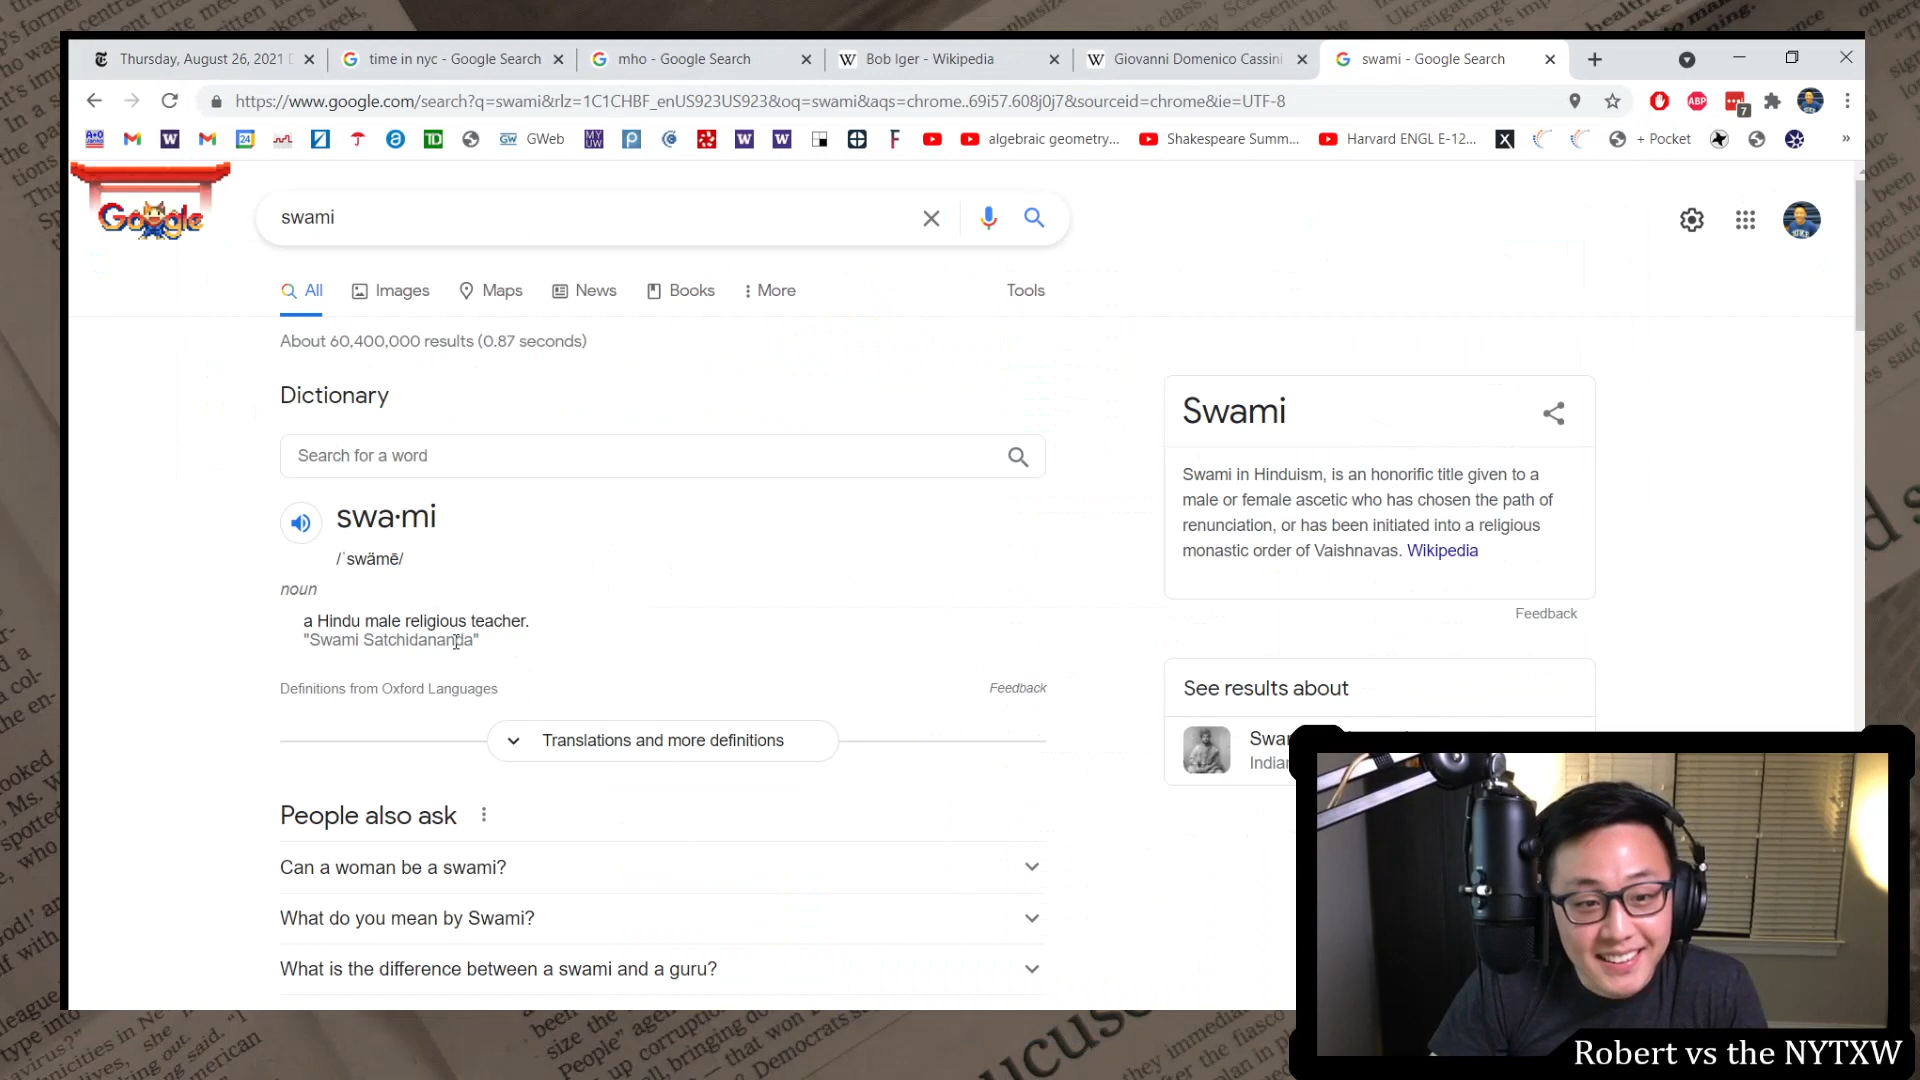 Thursday, August 26, 2021
time in nyc - Google Search
mho - Google Search
Bob Iger - Wikipedia
Giovanni Domenico Cassini
swami - Google Search
https://www.google.com/search?q=swami&rlz=1C1CHBF_enUS923US923&oq=swami&aqs=chrome..69i57.608j0j7&sourceid=chrome&ie=UTF-8
GWeb
algebraic geometry...
Shakespeare Summ...
Harvard ENGL E-12...
+ Pocket
Google
swami
All
Images
Maps
News
Books
More
Tools
About 60,400,000 results (0.87 seconds)
Dictionary
Search for a word
swa·mi
/ˈswämē/
noun
a Hindu male religious teacher.
"Swami Satchidananda"
Definitions from Oxford Languages
Feedback
Translations and more definitions
People also ask
Can a woman be a swami?
What do you mean by Swami?
What is the difference between a swami and a guru?
Swami
Swami in Hinduism, is an honorific title given to a
male or female ascetic who has chosen the path of
renunciation, or has been initiated into a religious
monastic order of Vaishnavas. Wikipedia
Feedback
See results about
Robert vs the NYTXW